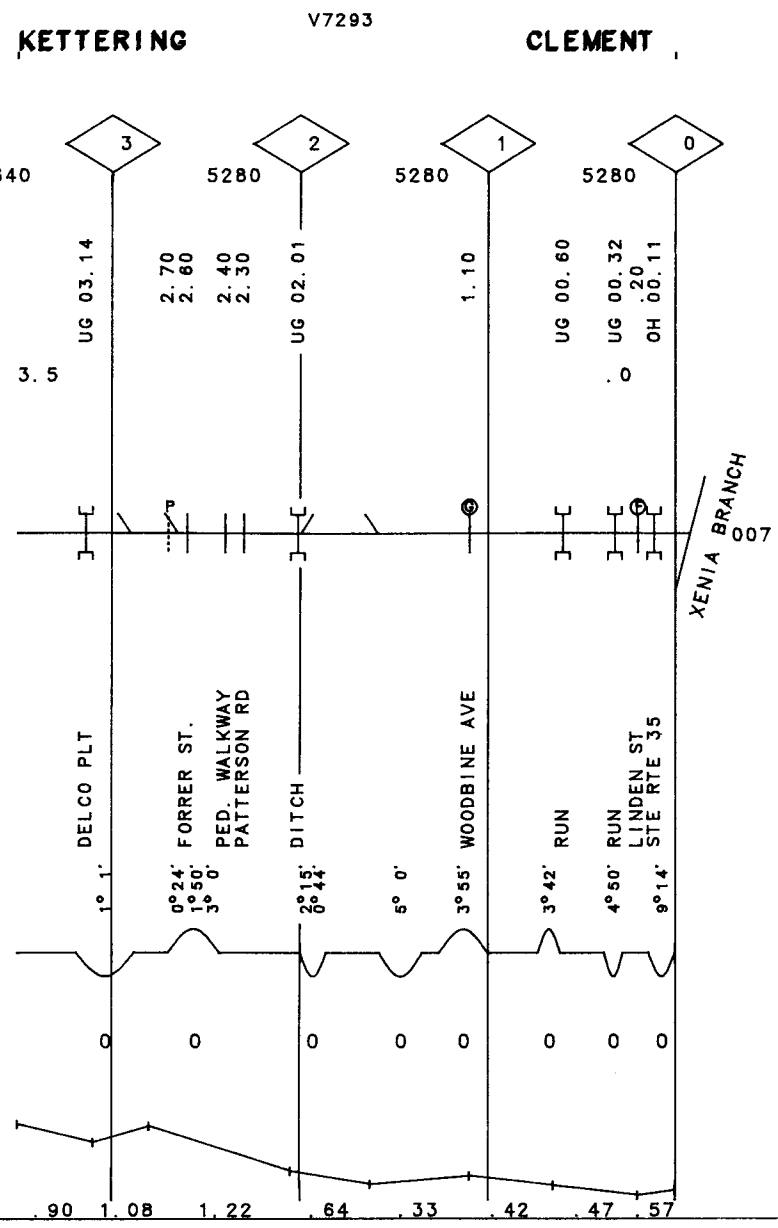 V7293
KETTERING CLEMENT
3 2 1 0
640 5280 5280 5280
UG 03.14
2.70
2.60
2.40
2.30
UG 02.01
1.10
UG 00.60
UG 00.32
.20
OH 00.11
3.5 .0
P G F
XENIA BRANCH
007
DELCO PLT
FORRER ST.
PED. WALKWAY
PATTERSON RD
DITCH
WOODBINE AVE
RUN
RUN
LINDEN ST
STE RTE 35
1° 1'
0°24'
1°50'
3° 0'
2°15'
0°44'
3°55'
3°42'
4°50'
9°14'
0 0 0 0 0 0 0 0
.90 1.08 1.22 .64 .33 .42 .47 .57